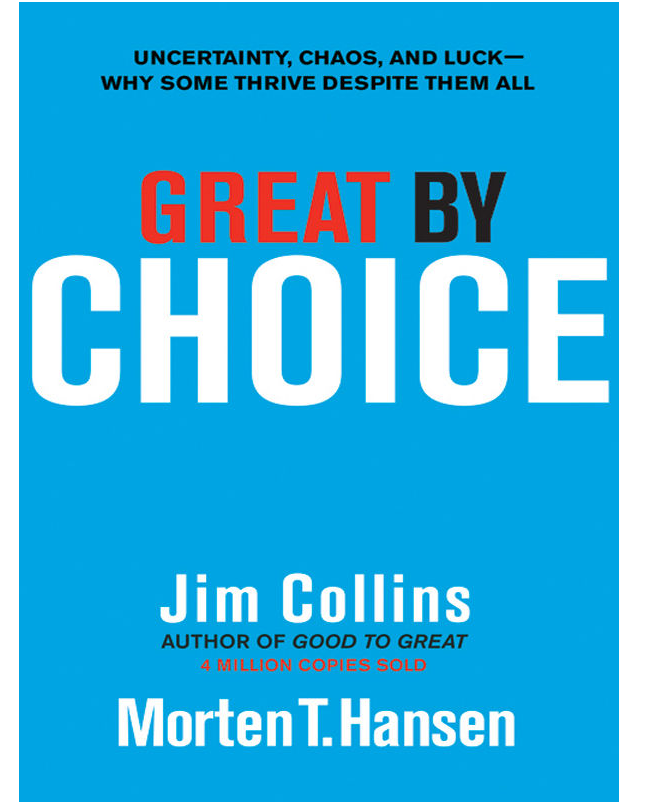 UNCERTAINTY, CHAOS, AND LUCK—
WHY SOME THRIVE DESPITE THEM ALL
GREAT BY
CHOICE
Jim Collins
AUTHOR OF GOOD TO GREAT
4 MILLION COPIES SOLD
Morten T. Hansen